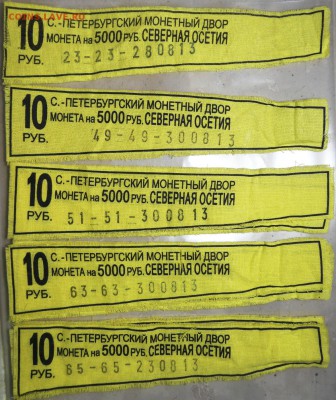 10 С.-ПЕТЕРБУРГСКИЙ МОНЕТНЫЙ ДВОР
РУБ. МОНЕТА на 5000 РУБ. СЕВЕРНАЯ ОСЕТИЯ
23-23-280813
10 С.-ПЕТЕРБУРГСКИЙ МОНЕТНЫЙ ДВОР
РУБ. МОНЕТА на 5000 РУБ. СЕВЕРНАЯ ОСЕТИЯ
49-49-300813
10 С.-ПЕТЕРБУРГСКИЙ МОНЕТНЫЙ ДВОР
РУБ. МОНЕТА на 5000 РУБ. СЕВЕРНАЯ ОСЕТИЯ
51-51-300813
10 С.-ПЕТЕРБУРГСКИЙ МОНЕТНЫЙ ДВОР
РУБ. МОНЕТА на 5000 РУБ. СЕВЕРНАЯ ОСЕТИЯ
63-63-300813
10 С.-ПЕТЕРБУРГСКИЙ МОНЕТНЫЙ ДВОР
РУБ. МОНЕТА на 5000 РУБ. СЕВЕРНАЯ ОСЕТИЯ
65-65-230813